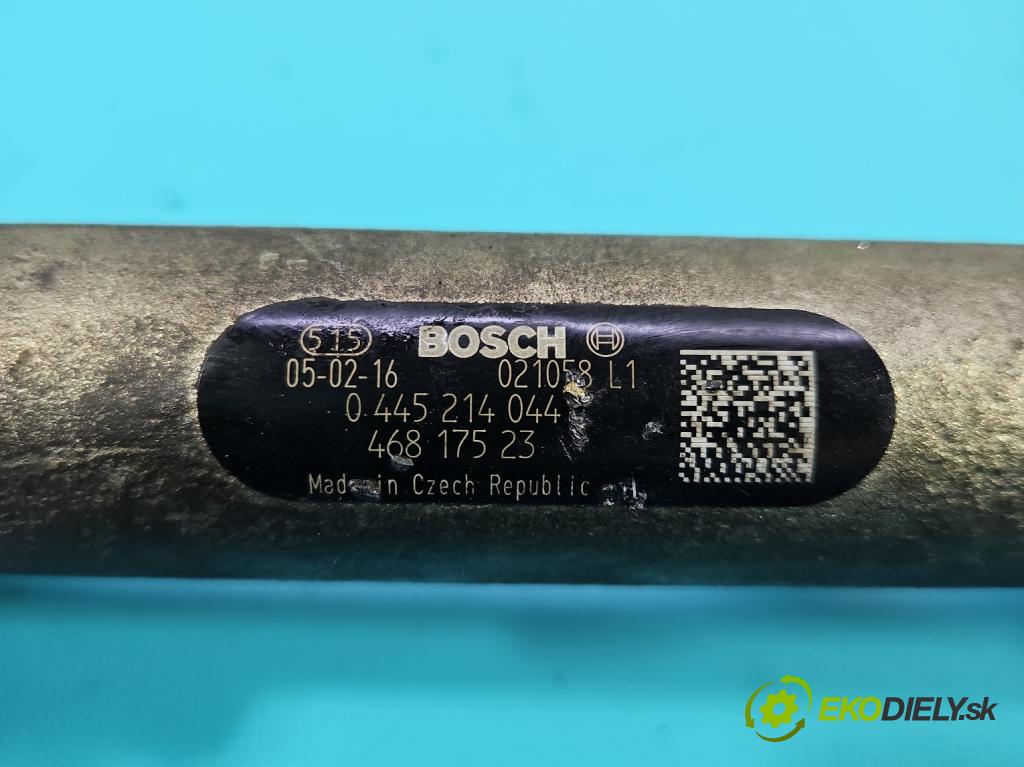 515 BOSCH
05-02-16 021058 L1
0 445 214 044
468 175 23
Made in Czech Republic
EKODIELY.sk